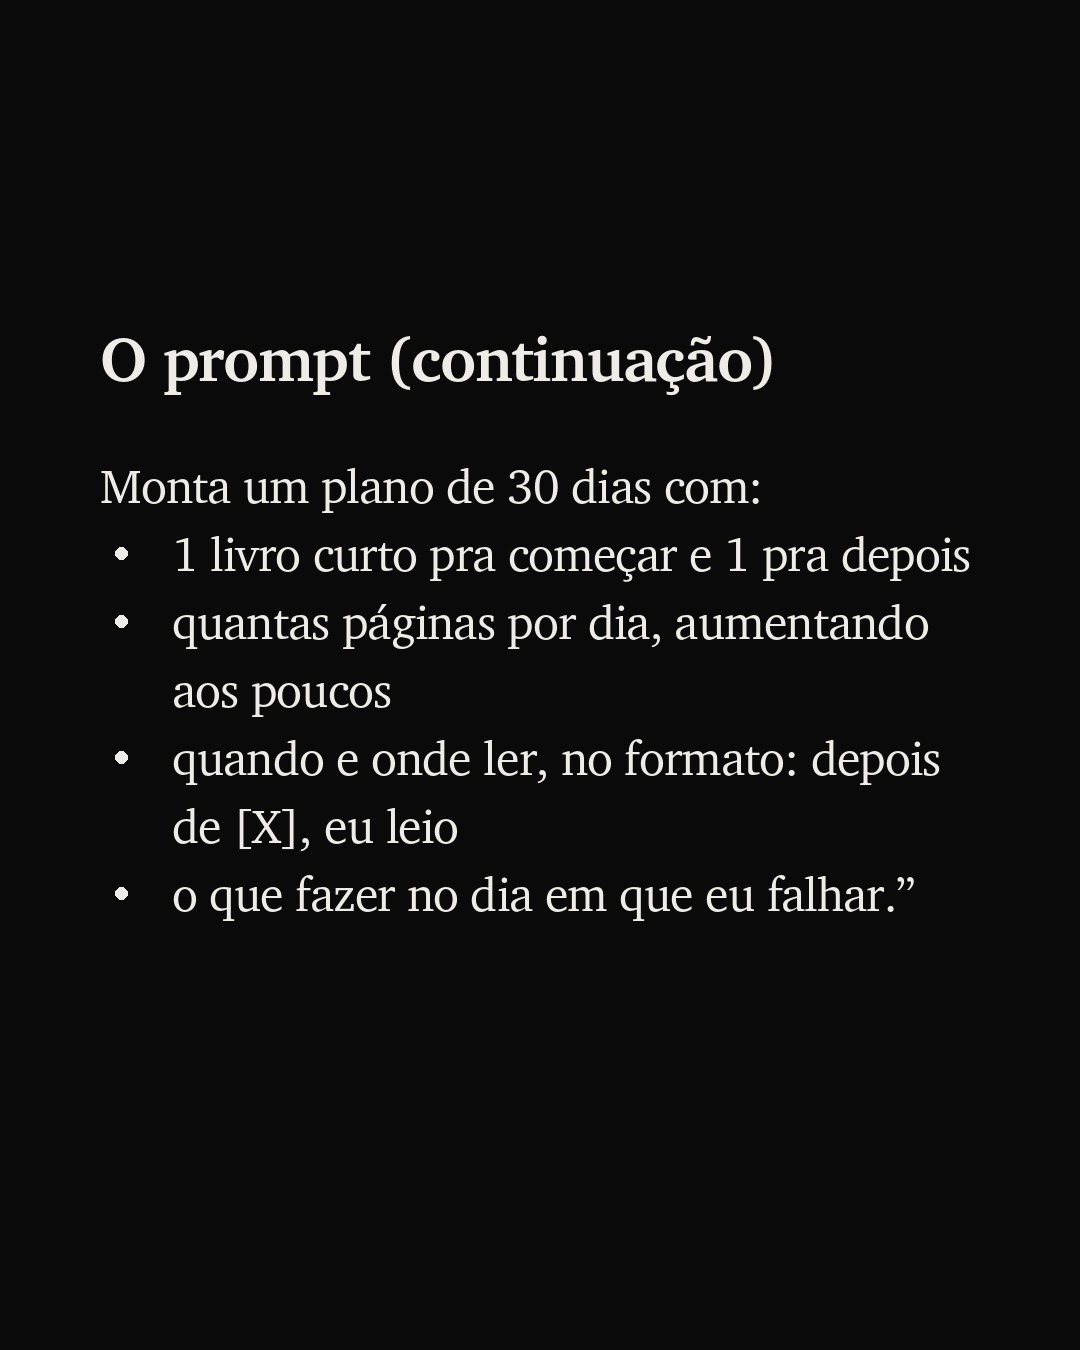 O prompt (continuação)
Monta um plano de 30 dias com:
• 1 livro curto pra começar e 1 pra depois
• quantas páginas por dia, aumentando
aos poucos
• quando e onde ler, no formato: depois
de [X], eu leio
• o que fazer no dia em que eu falhar.”